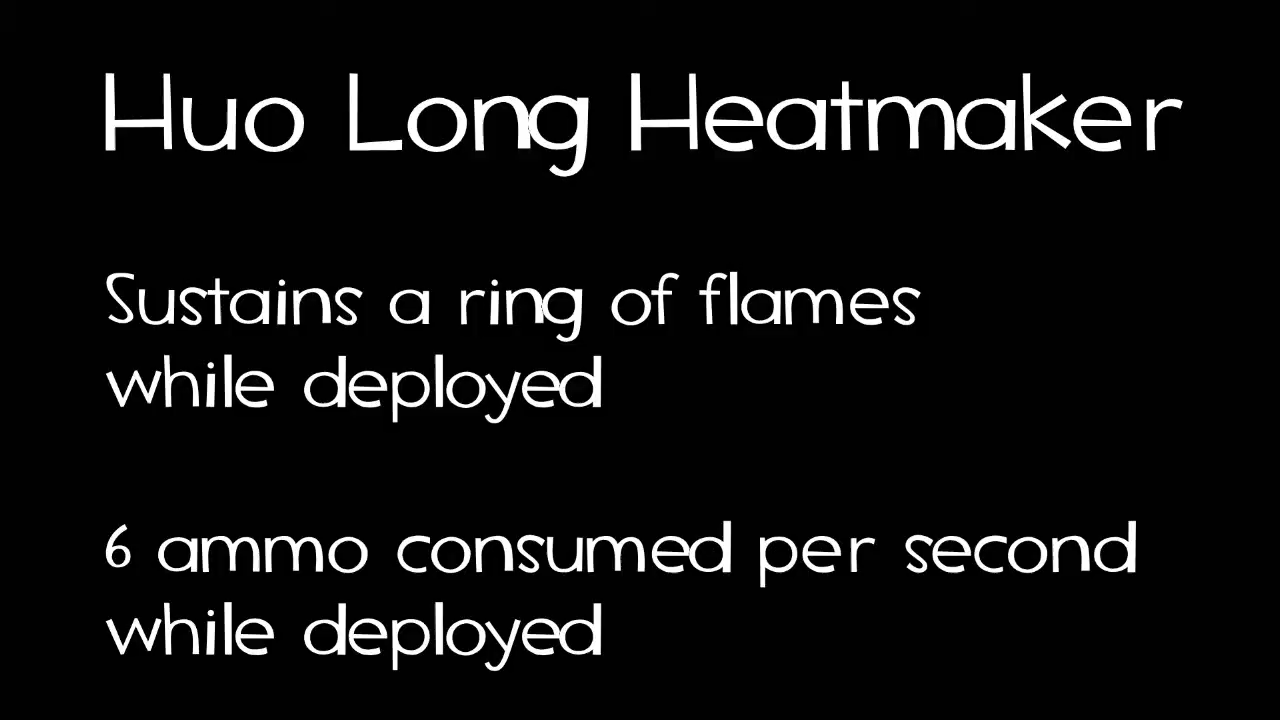 Huo Long Heatmaker
Sustains a ring of flames
while deployed
6 ammo consumed per second
while deployed